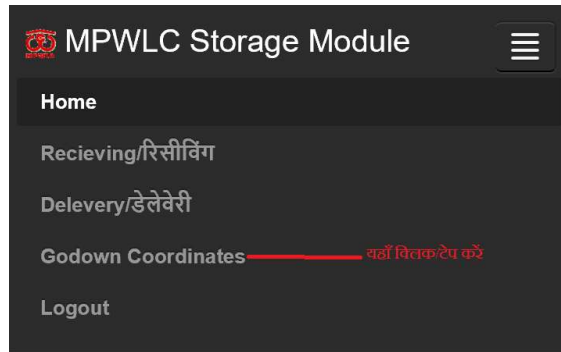 MPWLC Storage Module
Home
Recieving/रिसीविंग
Delevery/डेलेवेरी
Godown Coordinates यहाँ क्लिक/टेप करें
Logout